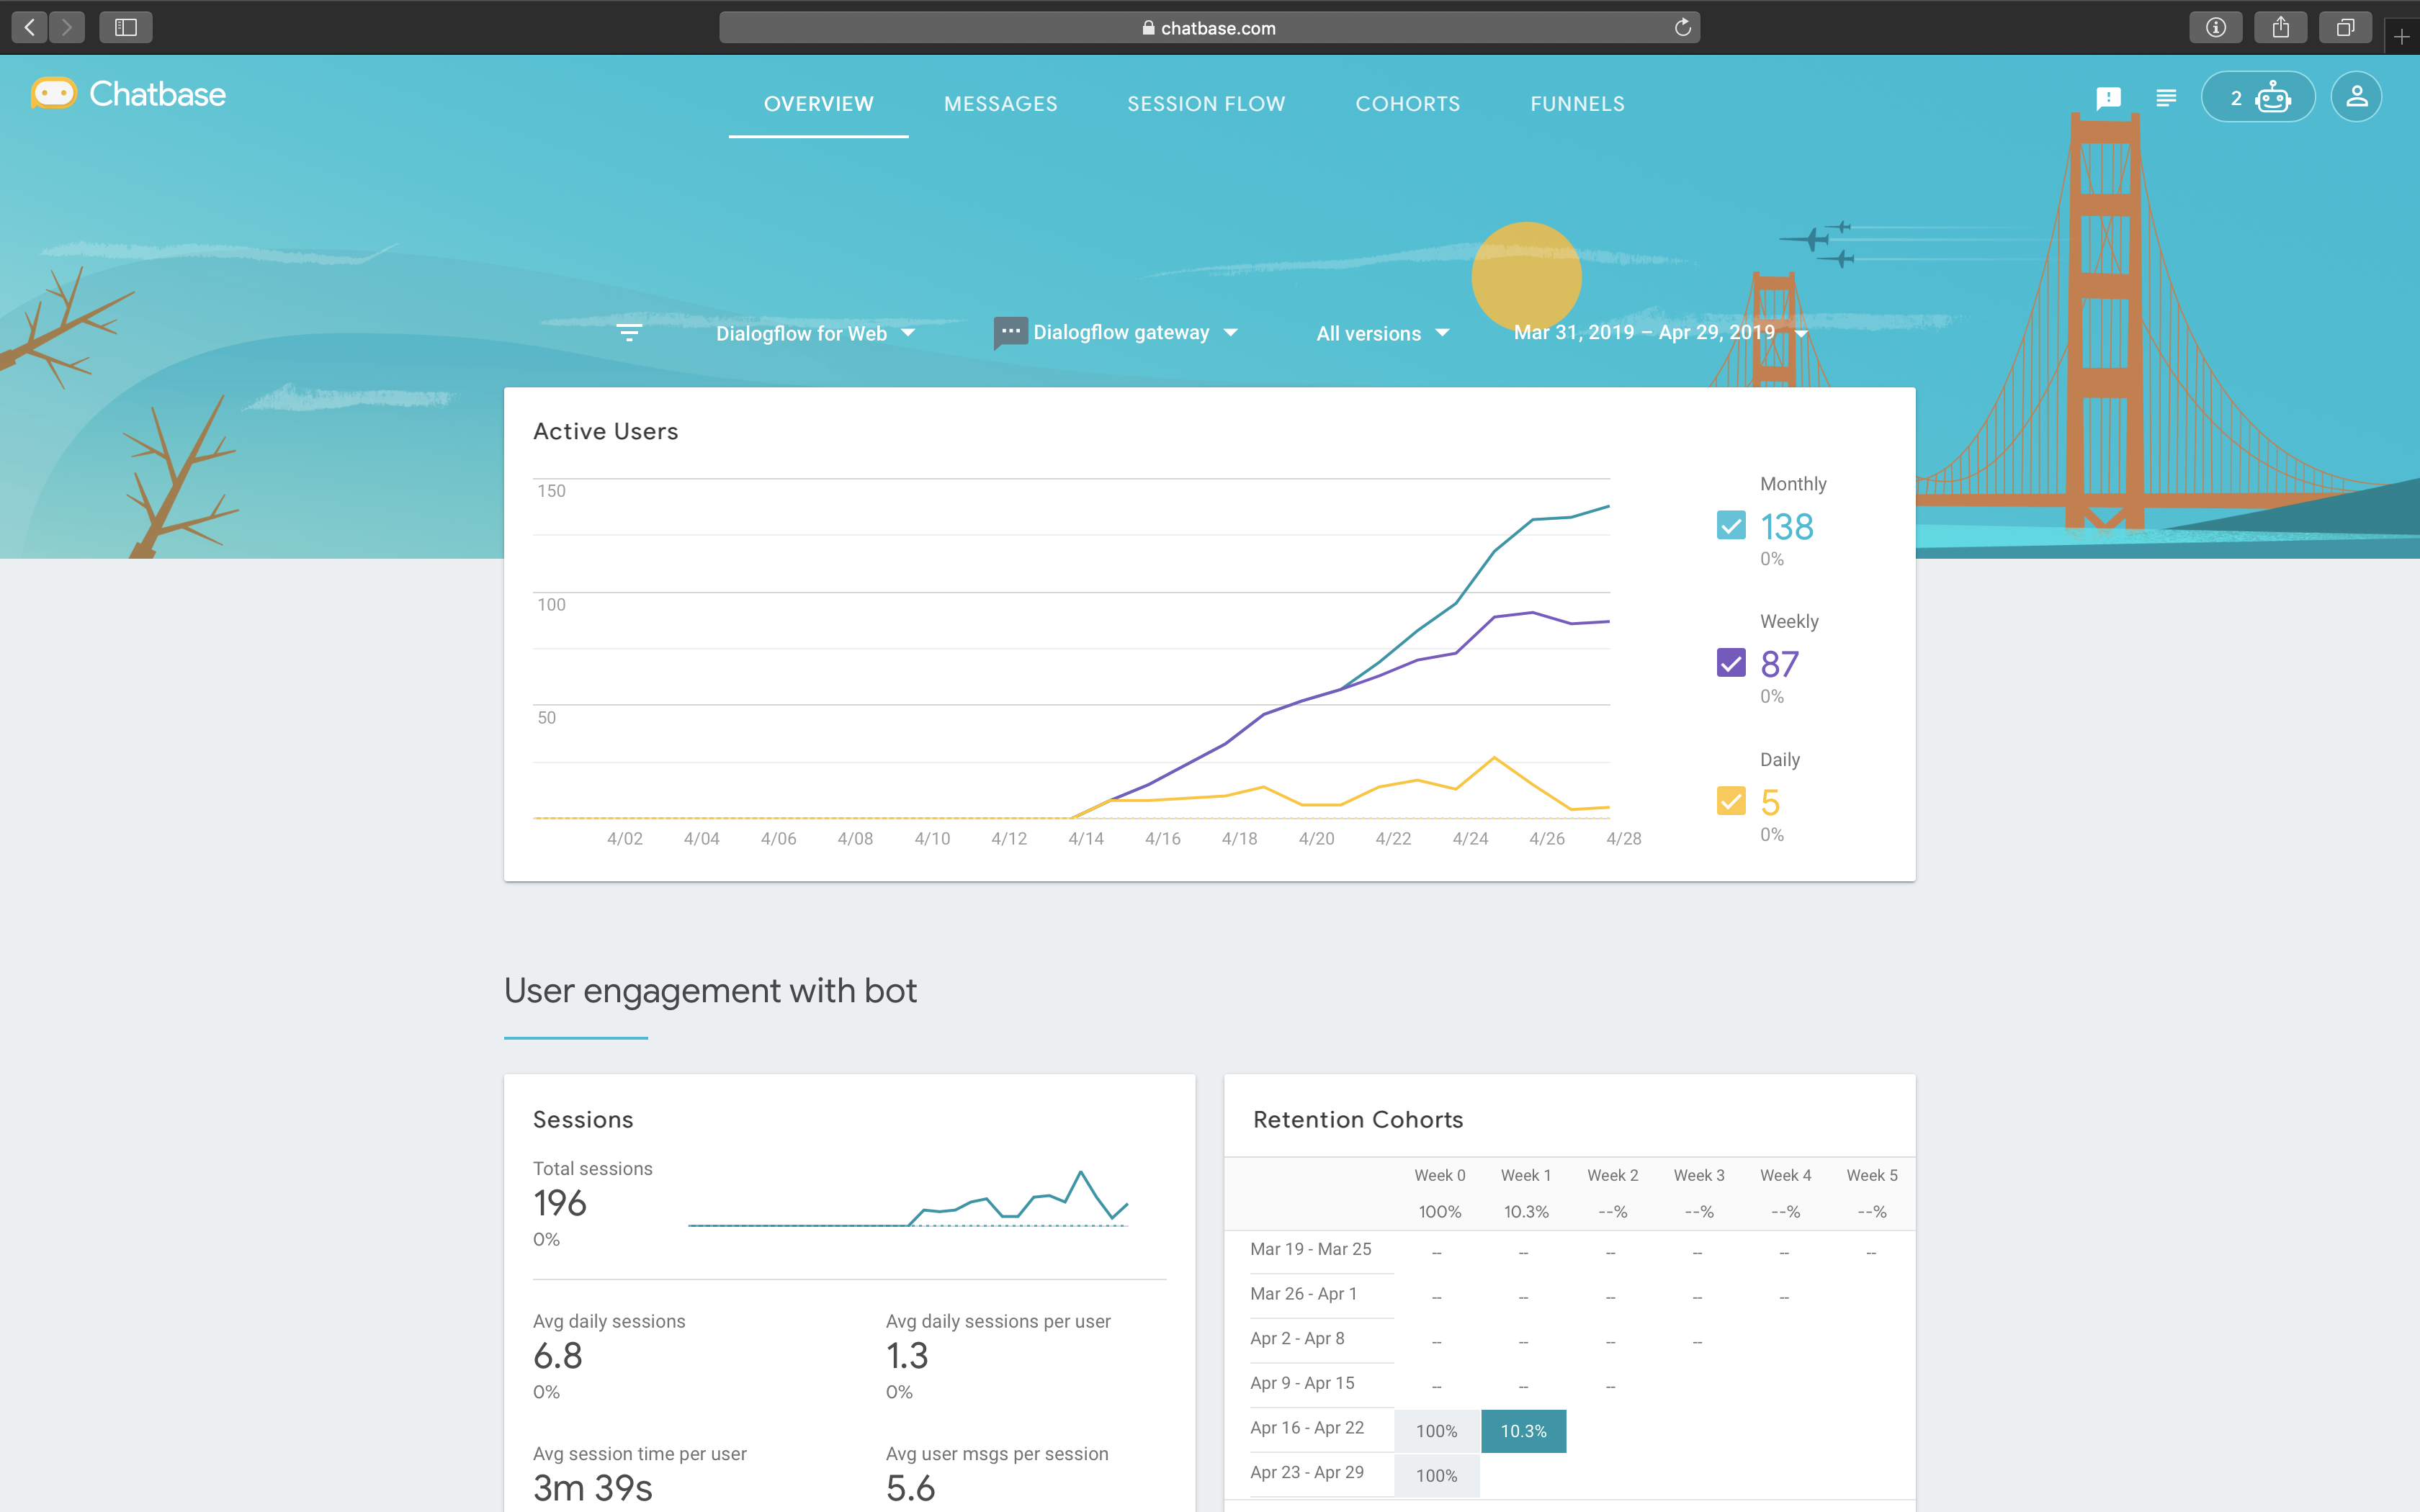 chatbase.com
Chatbase
OVERVIEW MESSAGES SESSION FLOW COHORTS FUNNELS
2
Dialogflow for Web Dialogflow gateway All versions Mar 31, 2019 – Apr 29, 2019
Active Users
150
100
50
4/02 4/04 4/06 4/08 4/10 4/12 4/14 4/16 4/18 4/20 4/22 4/24 4/26 4/28
Monthly
138
0%
Weekly
87
0%
Daily
5
0%
User engagement with bot
Sessions
Total sessions
196
0%
Avg daily sessions
6.8
0%
Avg daily sessions per user
1.3
0%
Avg session time per user
3m 39s
Avg user msgs per session
5.6
Retention Cohorts
Week 0 Week 1 Week 2 Week 3 Week 4 Week 5
100% 10.3% --% --% --% --%
Mar 19 - Mar 25 -- -- -- -- -- --
Mar 26 - Apr 1 -- -- -- -- --
Apr 2 - Apr 8 -- -- -- --
Apr 9 - Apr 15 -- -- --
Apr 16 - Apr 22 100% 10.3%
Apr 23 - Apr 29 100%